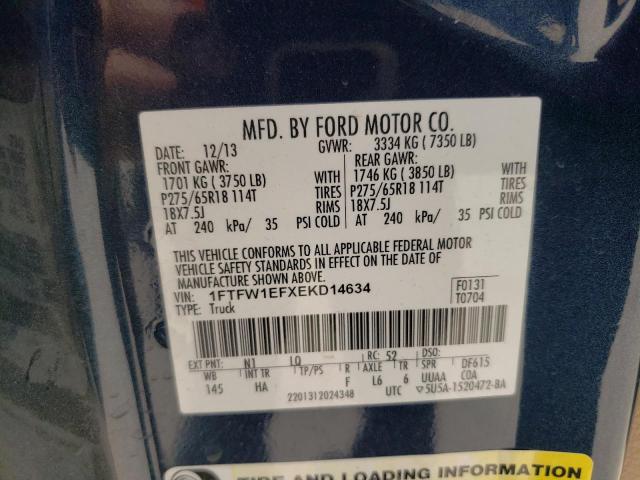 MFD. BY FORD MOTOR CO.
DATE: 12/13 GVWR: 3334 KG ( 7350 LB)
FRONT GAWR: REAR GAWR:
1701 KG ( 3750 LB) WITH 1746 KG ( 3850 LB) WITH
P275/65R18 114T TIRES P275/65R18 114T TIRES
18X7.5J RIMS 18X7.5J RIMS
AT 240 kPa/ 35 PSI COLD AT 240 kPa/ 35 PSI COLD
THIS VEHICLE CONFORMS TO ALL APPLICABLE FEDERAL MOTOR
VEHICLE SAFETY STANDARDS IN EFFECT ON THE DATE OF
MANUFACTURE SHOWN ABOVE.
VIN: 1FTFW1EFXEKD14634 F0131
TYPE: Truck T0704
EXT PNT: N1 LQ RC: 52 DSO:
WB INT TR TP/PS R AXLE TR SPR DF615
145 HA F L6 6 UUAA COA
2201312024348 UTC ▽5U5A-1520472-BA
TIRE AND LOADING INFORMATION